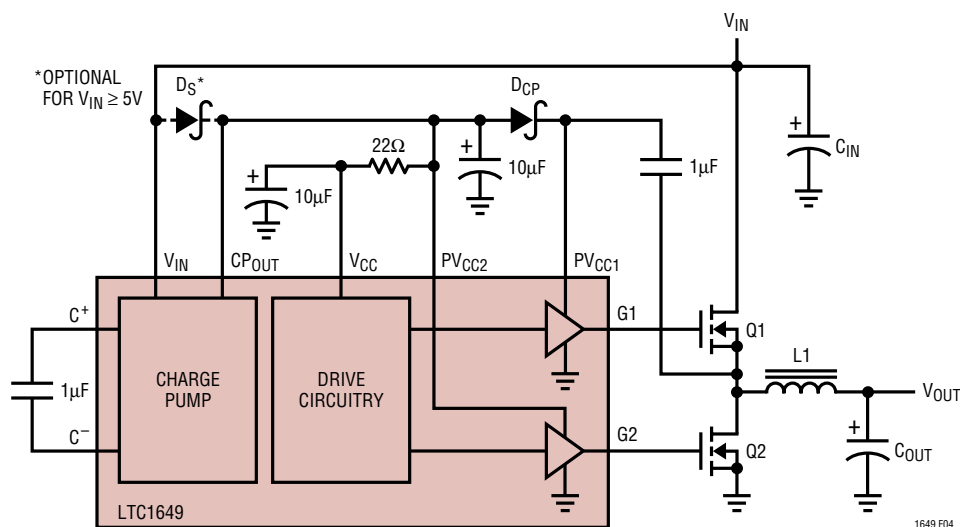 V_IN
*OPTIONAL
FOR V_IN ≥ 5V
D_S*
D_CP
C_IN
+
22Ω
+
10µF
+
10µF
1µF
+
V_IN
CP_OUT
V_CC
PV_CC2
PV_CC1
C+
1µF
C−
CHARGE
PUMP
DRIVE
CIRCUITRY
G1
Q1
L1
V_OUT
G2
Q2
+
C_OUT
LTC1649
1649 F04